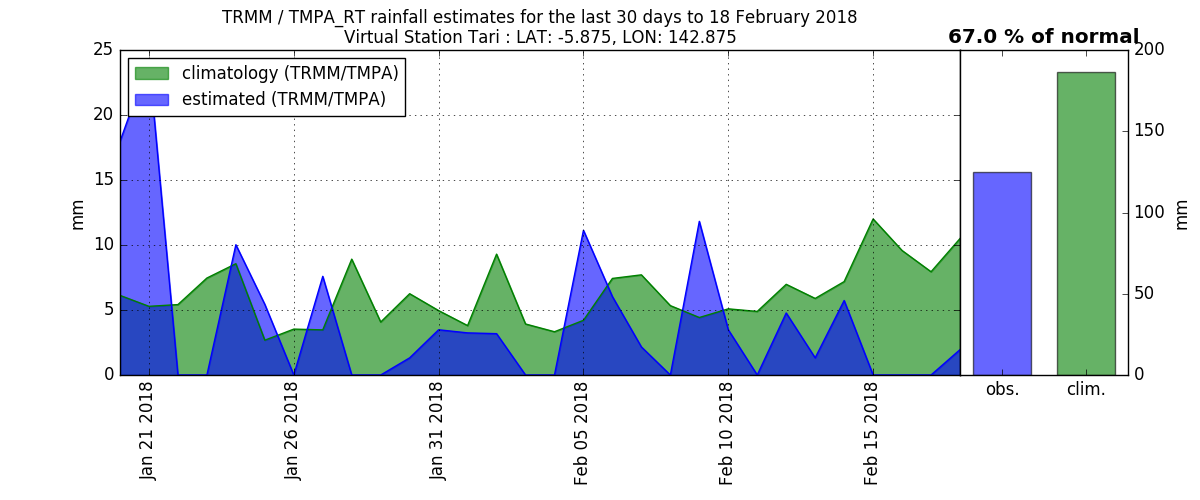 TRMM / TMPA_RT rainfall estimates for the last 30 days to 18 February 2018
Virtual Station Tari : LAT: -5.875, LON: 142.875
67.0 % of normal
climatology (TRMM/TMPA)
estimated (TRMM/TMPA)
mm
25
20
15
10
5
0
Jan 21 2018
Jan 26 2018
Jan 31 2018
Feb 05 2018
Feb 10 2018
Feb 15 2018
obs.
clim.
200
150
100
50
0
mm